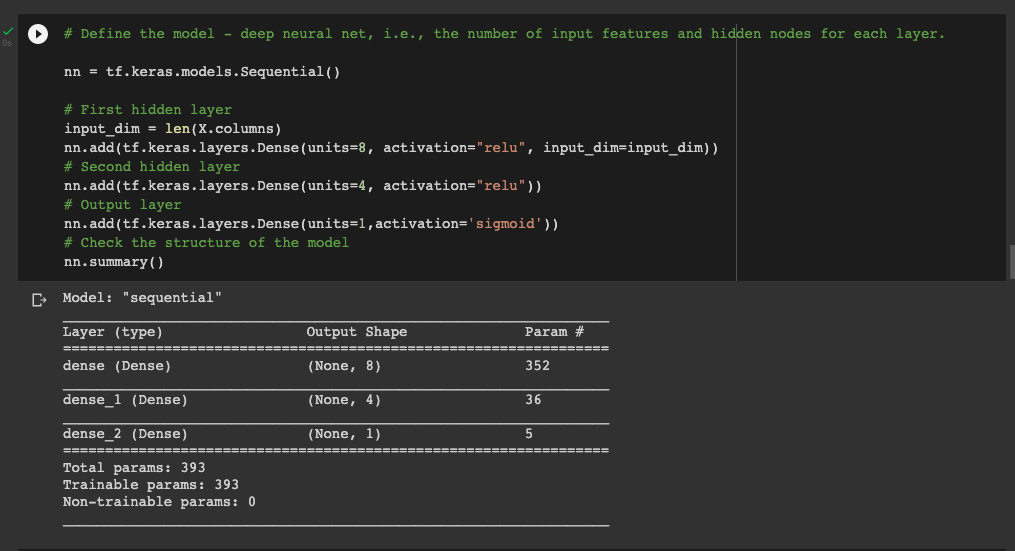 0s
# Define the model - deep neural net, i.e., the number of input features and hidden nodes for each layer.
nn = tf.keras.models.Sequential()
# First hidden layer
input_dim = len(X.columns)
nn.add(tf.keras.layers.Dense(units=8, activation="relu", input_dim=input_dim))
# Second hidden layer
nn.add(tf.keras.layers.Dense(units=4, activation="relu"))
# Output layer
nn.add(tf.keras.layers.Dense(units=1,activation='sigmoid'))
# Check the structure of the model
nn.summary()
Model: "sequential"
Layer (type) Output Shape Param #
=================================================================
dense (Dense) (None, 8) 352
dense_1 (Dense) (None, 4) 36
dense_2 (Dense) (None, 1) 5
=================================================================
Total params: 393
Trainable params: 393
Non-trainable params: 0